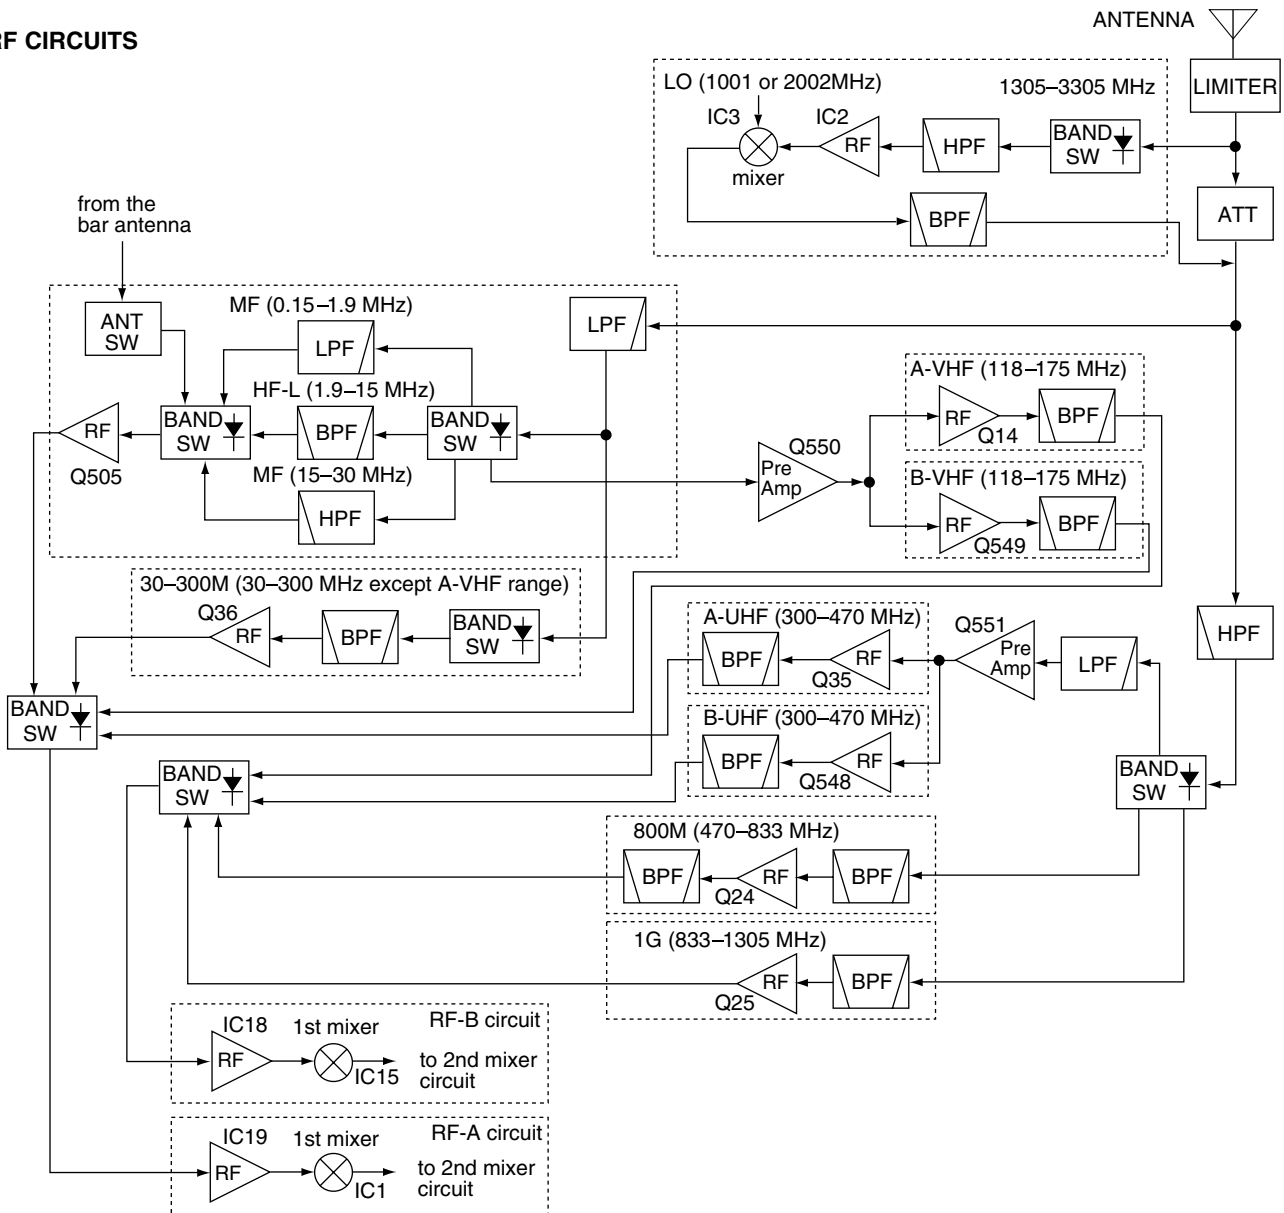 RF CIRCUITS
ANTENNA
LIMITER
LO (1001 or 2002MHz)
1305–3305 MHz
IC3
IC2
RF
HPF
BAND
SW
mixer
BPF
ATT
from the
bar antenna
ANT
SW
MF (0.15–1.9 MHz)
LPF
LPF
HF-L (1.9–15 MHz)
BAND
SW
BPF
BAND
SW
RF
Q505
MF (15–30 MHz)
HPF
A-VHF (118–175 MHz)
RF
Q14
BPF
Q550
Pre
Amp
B-VHF (118–175 MHz)
RF
Q549
BPF
30–300M (30–300 MHz except A-VHF range)
Q36
RF
BPF
BAND
SW
A-UHF (300–470 MHz)
BPF
RF
Q35
Q551
Pre
Amp
LPF
HPF
BAND
SW
B-UHF (300–470 MHz)
BPF
RF
Q548
BAND
SW
BAND
SW
800M (470–833 MHz)
BPF
RF
Q24
BPF
1G (833–1305 MHz)
RF
Q25
BPF
IC18
1st mixer
RF-B circuit
RF
IC15
to 2nd mixer
circuit
IC19
1st mixer
RF-A circuit
RF
IC1
to 2nd mixer
circuit